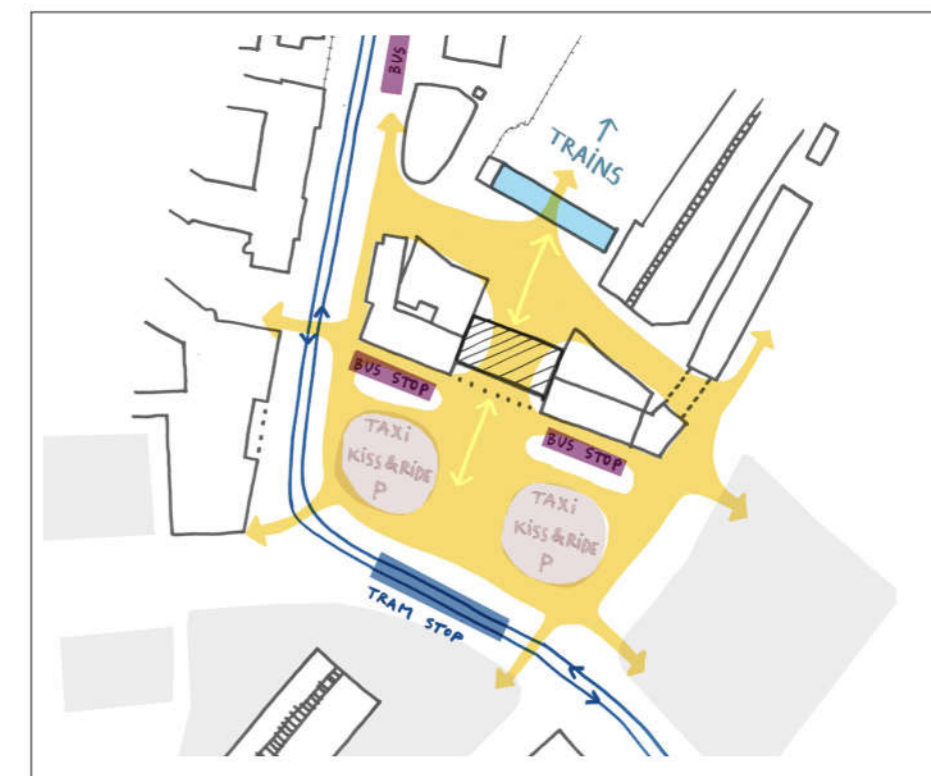 BUS
↑
TRAINS
BUS STOP
TAXI
KISS & RIDE
P
BUS STOP
TAXI
KISS & RIDE
P
TRAM STOP